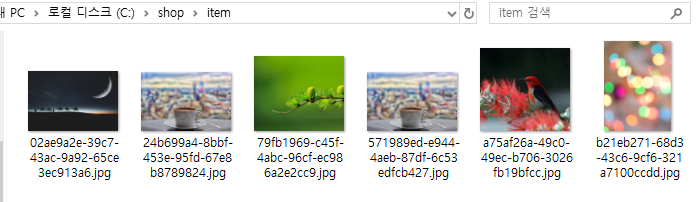 내 PC > 로컬 디스크 (C:) > shop > item
item 검색
02ae9a2e-39c7-
43ac-9a92-65ce
3ec913a6.jpg
24b699a4-8bbf-
453e-95fd-67e8
b8789824.jpg
79fb1969-c45f-
4abc-96cf-ec98
6a2e2cc9.jpg
571989ed-e944-
4aeb-87df-6c53
edfcb427.jpg
a75af26a-49c0-
49ec-b706-3026
fb19bfcc.jpg
b21eb271-68d3
-43c6-9cf6-321
a7100ccdd.jpg